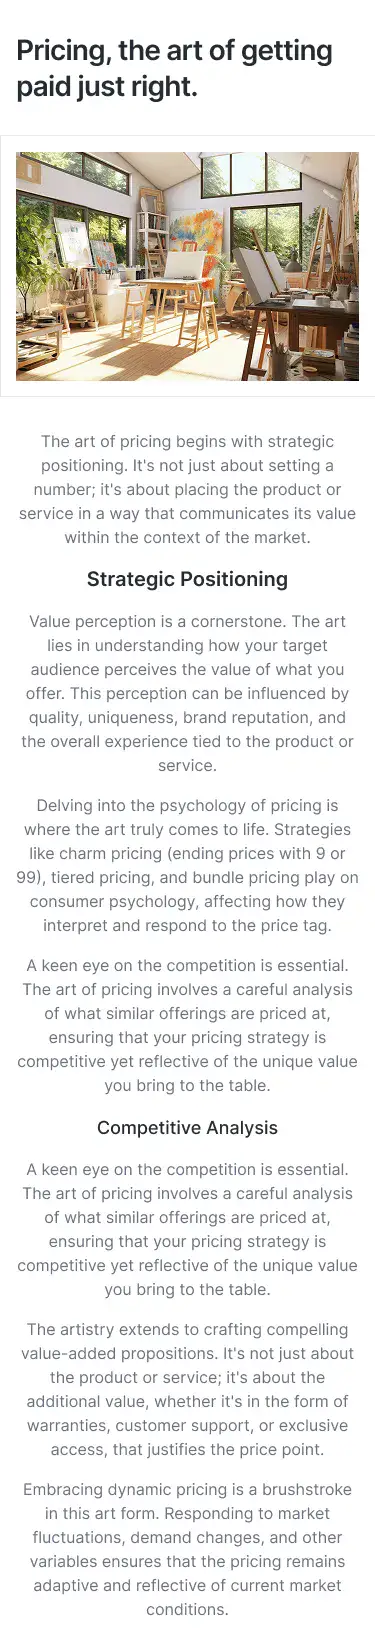 Pricing, the art of getting
paid just right.
The art of pricing begins with strategic
positioning. It's not just about setting a
number; it's about placing the product or
service in a way that communicates its value
within the context of the market.
Strategic Positioning
Value perception is a cornerstone. The art
lies in understanding how your target
audience perceives the value of what you
offer. This perception can be influenced by
quality, uniqueness, brand reputation, and
the overall experience tied to the product or
service.
Delving into the psychology of pricing is
where the art truly comes to life. Strategies
like charm pricing (ending prices with 9 or
99), tiered pricing, and bundle pricing play on
consumer psychology, affecting how they
interpret and respond to the price tag.
A keen eye on the competition is essential.
The art of pricing involves a careful analysis
of what similar offerings are priced at,
ensuring that your pricing strategy is
competitive yet reflective of the unique value
you bring to the table.
Competitive Analysis
A keen eye on the competition is essential.
The art of pricing involves a careful analysis
of what similar offerings are priced at,
ensuring that your pricing strategy is
competitive yet reflective of the unique value
you bring to the table.
The artistry extends to crafting compelling
value-added propositions. It's not just about
the product or service; it's about the
additional value, whether it's in the form of
warranties, customer support, or exclusive
access, that justifies the price point.
Embracing dynamic pricing is a brushstroke
in this art form. Responding to market
fluctuations, demand changes, and other
variables ensures that the pricing remains
adaptive and reflective of current market
conditions.